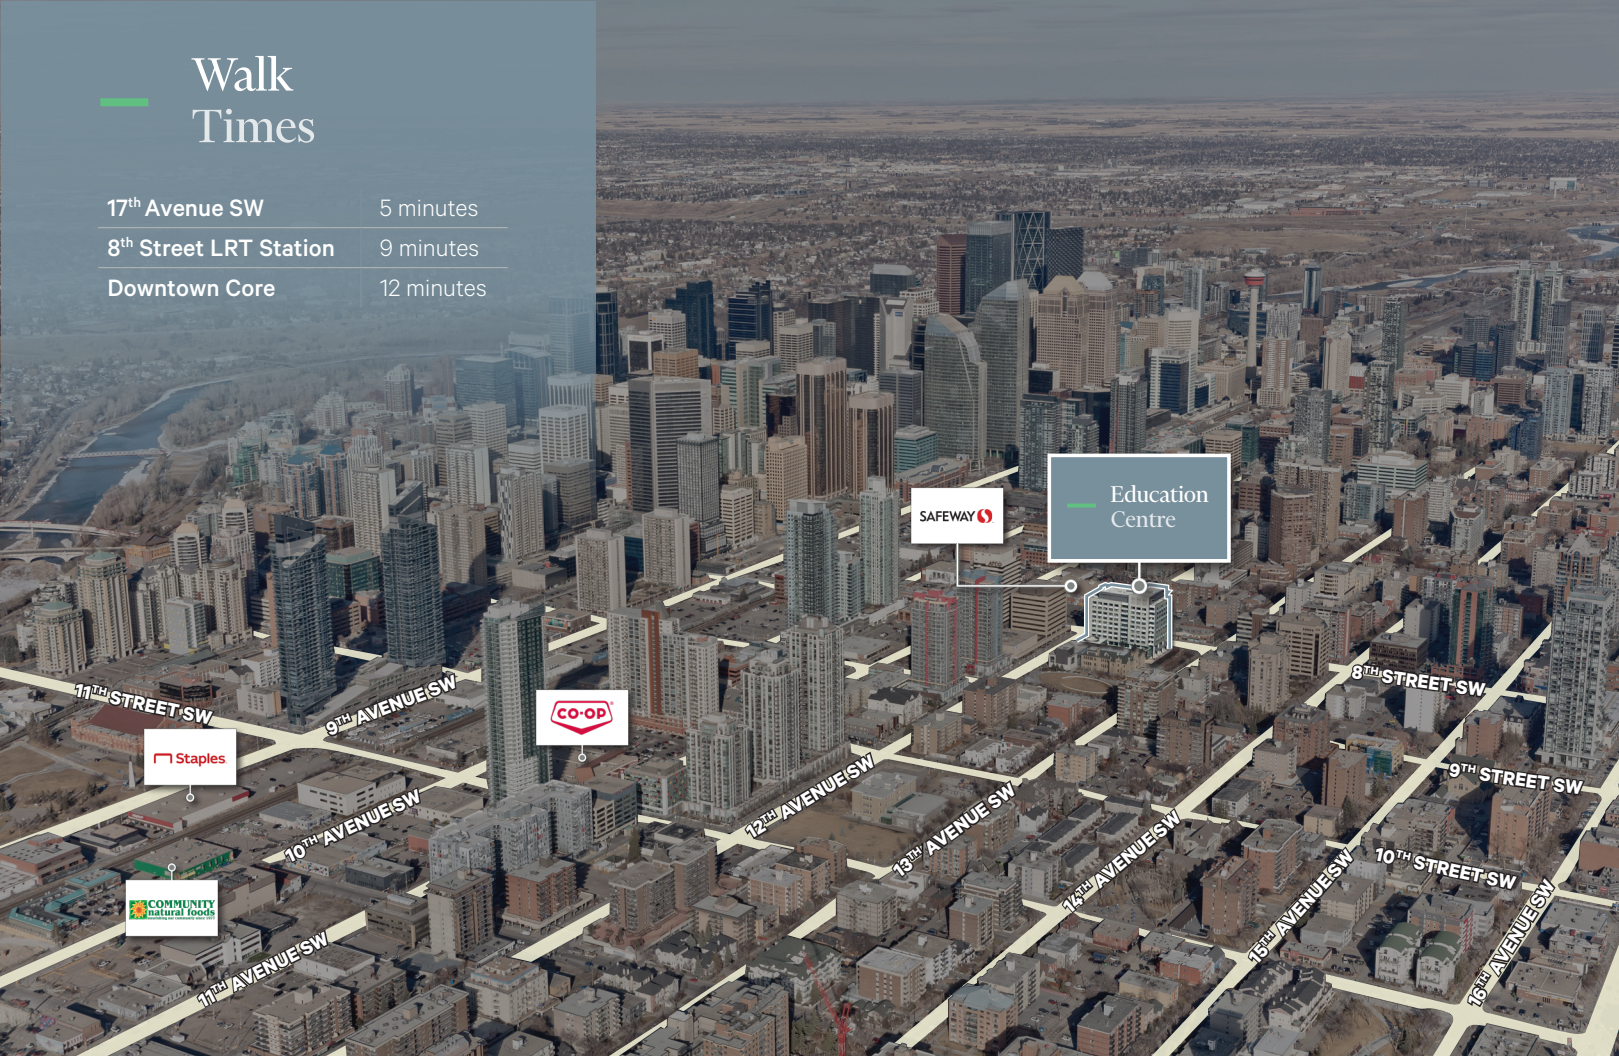 Walk
Times
17th Avenue SW 5 minutes
8th Street LRT Station 9 minutes
Downtown Core 12 minutes
SAFEWAY
Education
Centre
11TH STREET SW
9TH AVENUE SW
8TH STREET SW
CO-OP
Staples
9TH STREET SW
10TH AVENUE SW
12TH AVENUE SW
13TH AVENUE SW
14TH AVENUE SW
10TH STREET SW
15TH AVENUE SW
16TH AVENUE SW
COMMUNITY
natural foods
11TH AVENUE SW